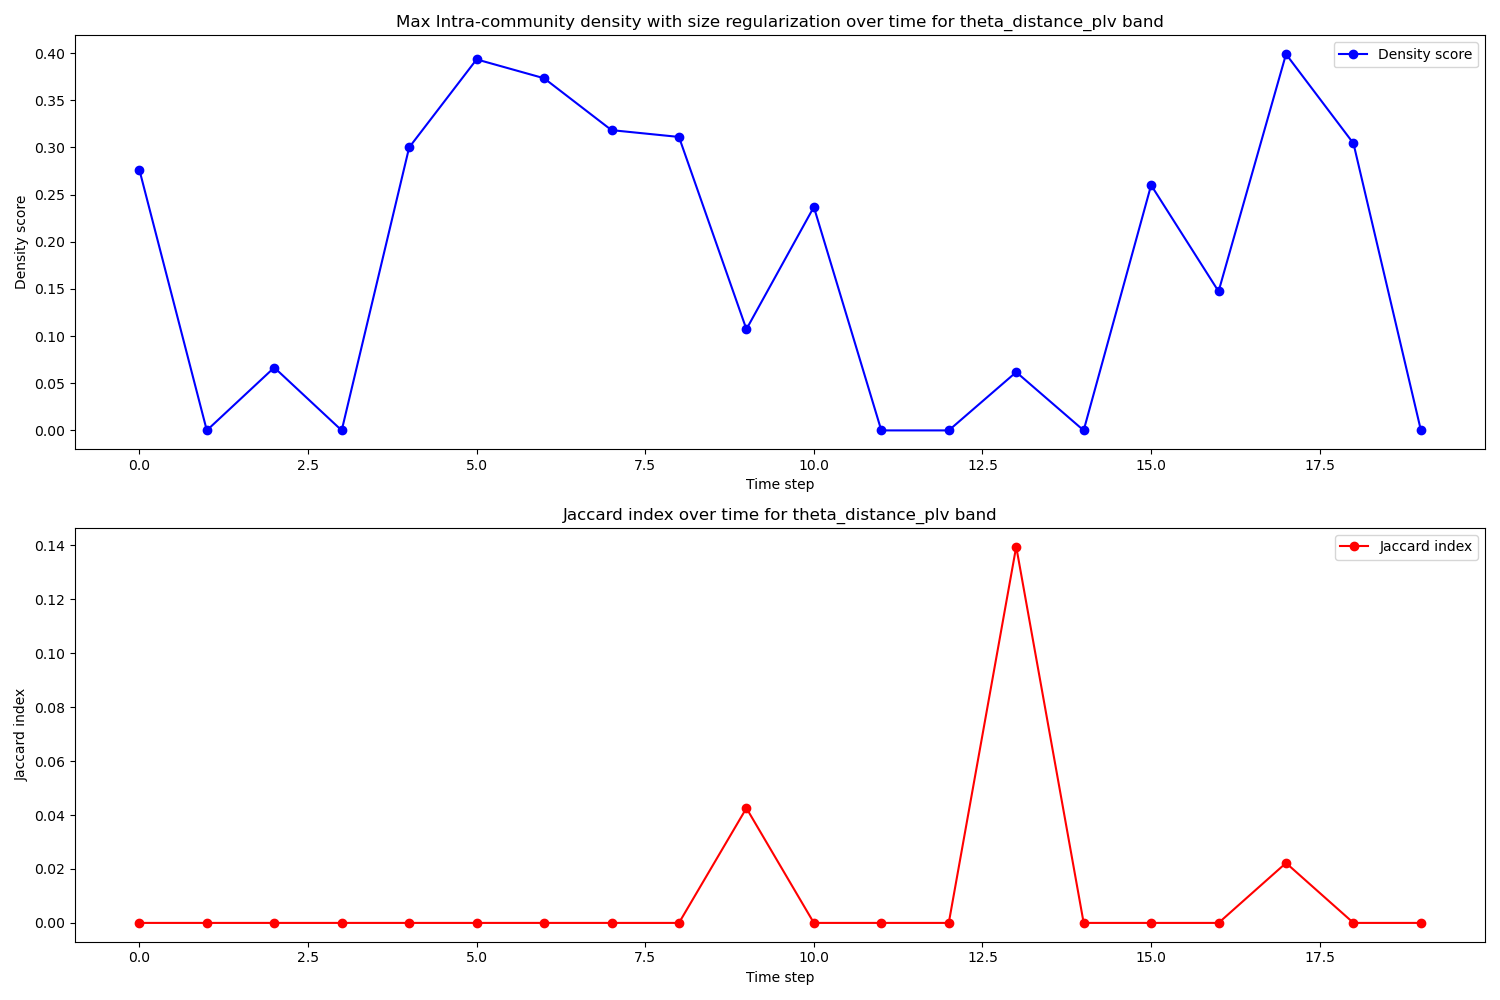 Max Intra-community density with size regularization over time for theta_distance_plv band
Density score
0.40
0.35
0.30
0.25
0.20
0.15
0.10
0.05
0.00
Density score
0.0 2.5 5.0 7.5 10.0 12.5 15.0 17.5
Time step
Jaccard index over time for theta_distance_plv band
Jaccard index
0.14
0.12
0.10
0.08
0.06
0.04
0.02
0.00
Jaccard index
0.0 2.5 5.0 7.5 10.0 12.5 15.0 17.5
Time step